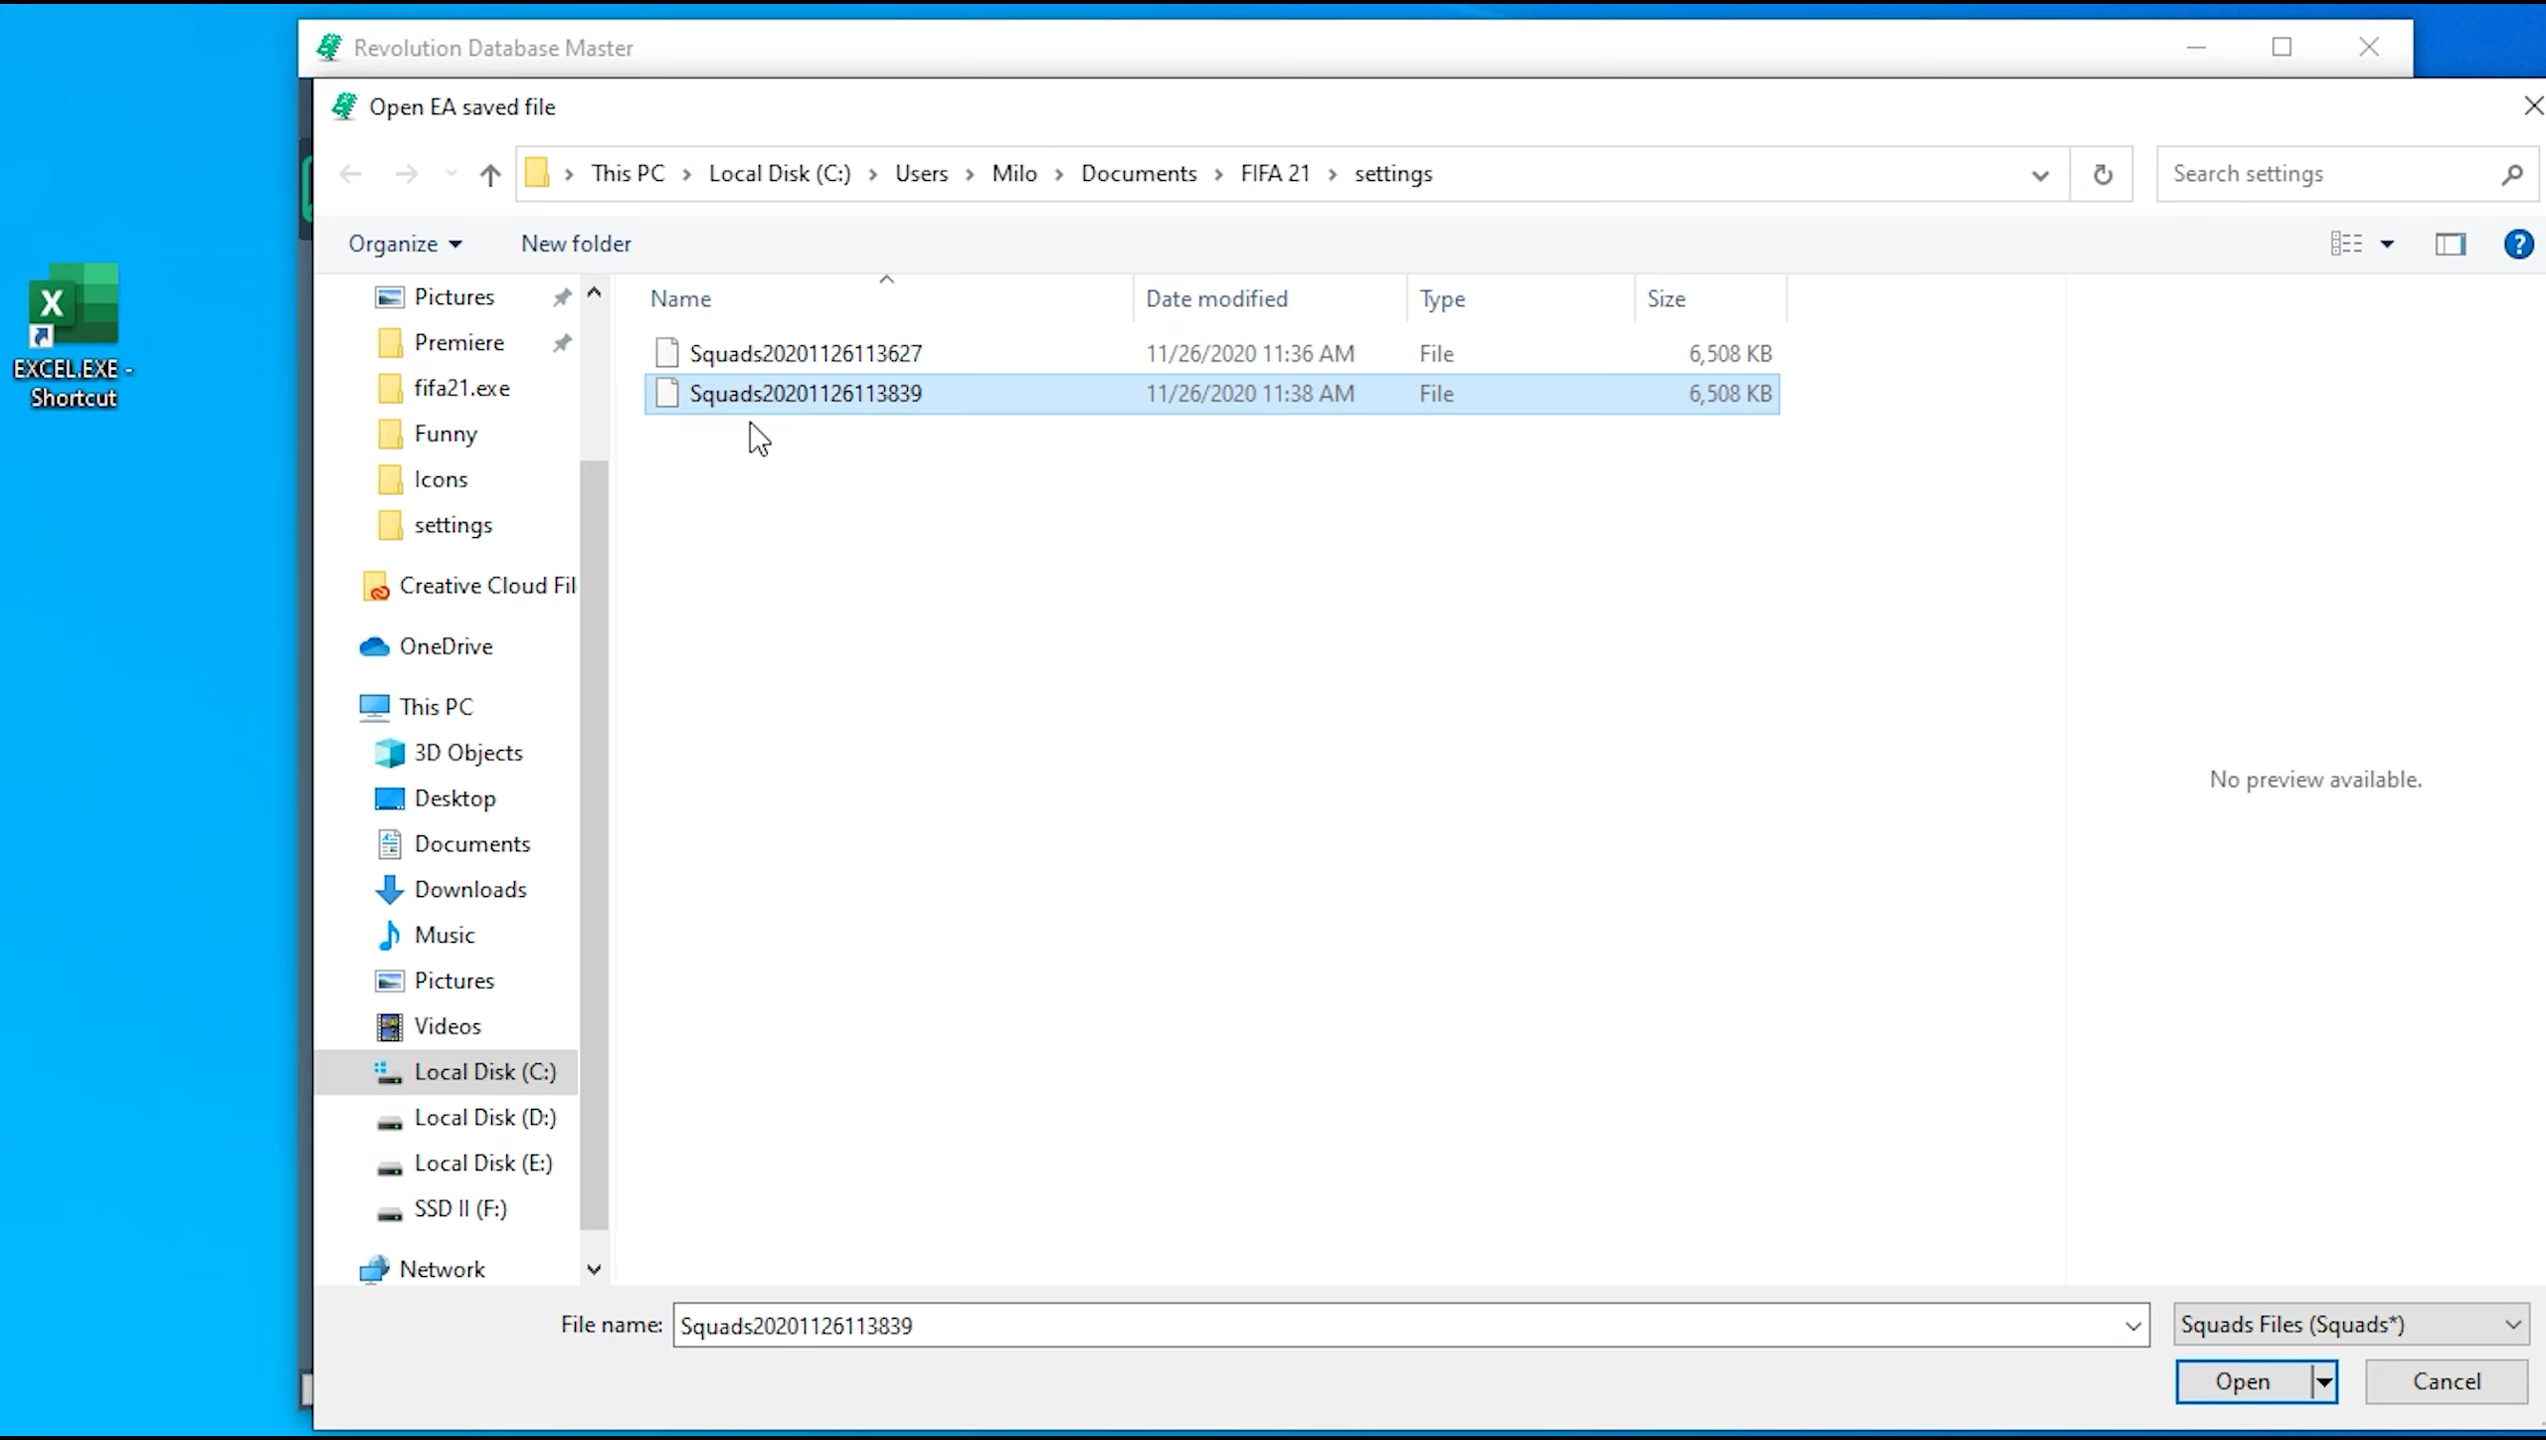 Revolution Database Master
Open EA saved file
This PC > Local Disk (C:) > Users > Milo > Documents > FIFA 21 > settings
Search settings
Organize
New folder
EXCEL.EXE -
Shortcut
Name Date modified Type Size
Squads20201126113627 11/26/2020 11:36 AM File 6,508 KB
Squads20201126113839 11/26/2020 11:38 AM File 6,508 KB
Pictures
Premiere
fifa21.exe
Funny
Icons
settings
Creative Cloud Fil
OneDrive
This PC
3D Objects
Desktop
Documents
Downloads
Music
Pictures
Videos
Local Disk (C:)
Local Disk (D:)
Local Disk (E:)
SSD II (F:)
Network
No preview available.
File name: Squads20201126113839
Squads Files (Squads*)
Open
Cancel